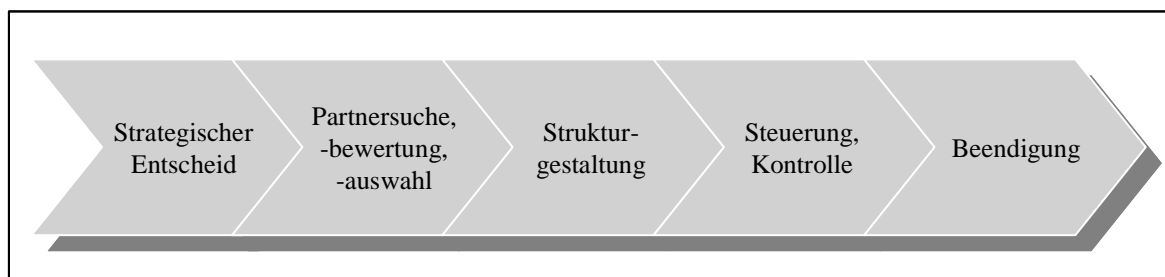 Strategischer
Entscheid
Partnersuche,
-bewertung,
-auswahl
Struktur-
gestaltung
Steuerung,
Kontrolle
Beendigung